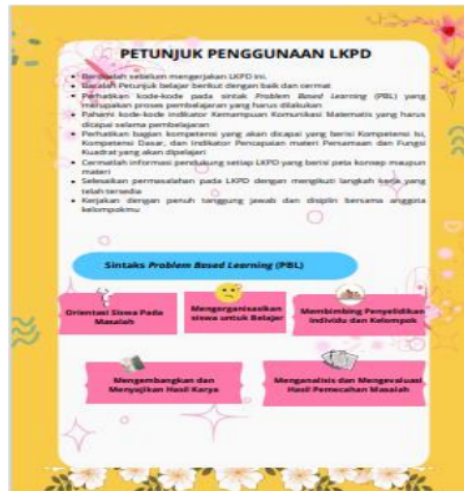 PETUNJUK PENGGUNAAN LKPD
• Berdoalah sebelum mengerjakan LKPD ini.
• Bacalah Petunjuk belajar berikut dengan baik dan cermat
• Perhatikan kode-kode pada sintak Problem Based Learning (PBL) yang
merupakan proses pembelajaran yang harus dilakukan
• Pahami kode-kode indikator Kemampuan Komunikasi Matematis yang harus
dicapai selama pembelajaran
• Perhatikan bagian kompetensi yang akan dicapai yang berisi Kompetensi Isi,
Kompetensi Dasar, dan Indikator Pencapaian materi Persamaan dan Fungsi
Kuadrat yang akan dipelajari
• Cermatilah informasi pendukung setiap LKPD yang berisi peta konsep maupun
materi
• Selesaikan permasalahan pada LKPD dengan mengikuti langkah kerja yang
telah tersedia
• Kerjakan dengan penuh tanggung jawab dan disiplin bersama anggota
kelompokmu
Sintaks Problem Based Learning (PBL)
Orientasi Siswa Pada
Masalah
Mengorganisasikan
siswa untuk Belajar
Membimbing Penyelidikan
Individu dan Kelompok
Mengembangkan dan
Menyajikan Hasil Karya
Menganalisis dan Mengevaluasi
Hasil Pemecahan Masalah